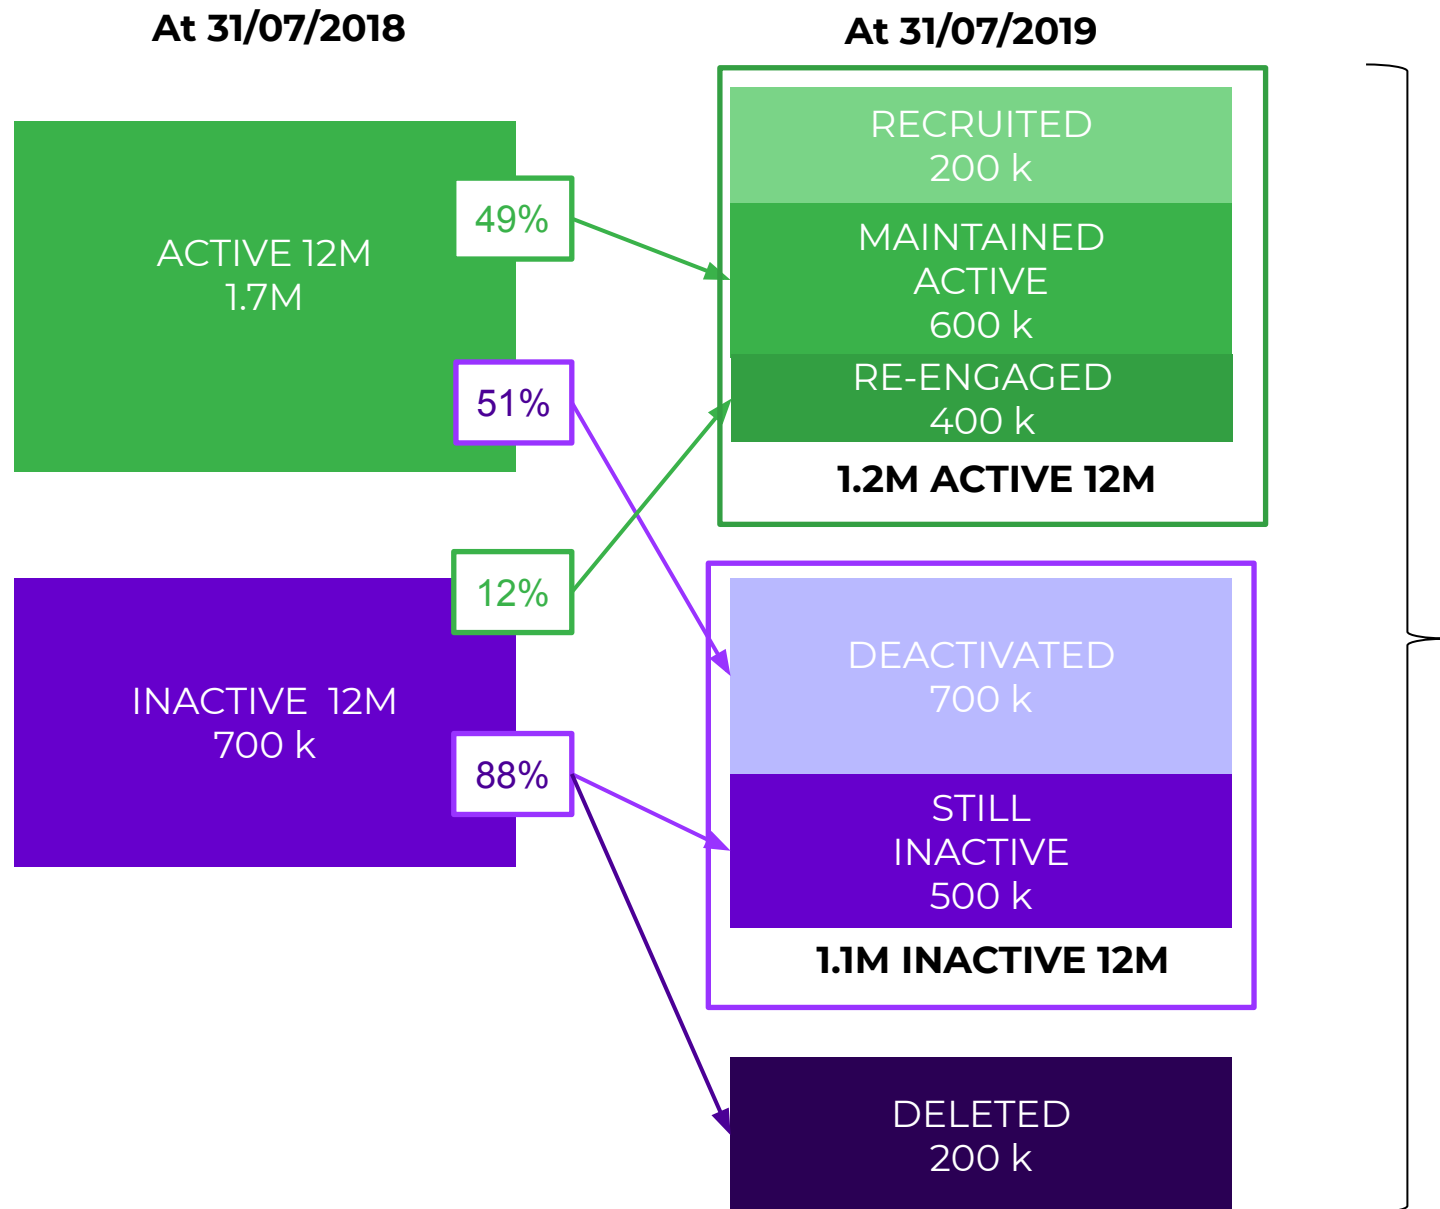 At 31/07/2018
At 31/07/2019
ACTIVE 12M
1.7M
49%
51%
RECRUITED
200 k
MAINTAINED
ACTIVE
600 k
RE-ENGAGED
400 k
1.2M ACTIVE 12M
INACTIVE  12M
700 k
12%
88%
DEACTIVATED
700 k
STILL
INACTIVE
500 k
1.1M INACTIVE 12M
DELETED
200 k